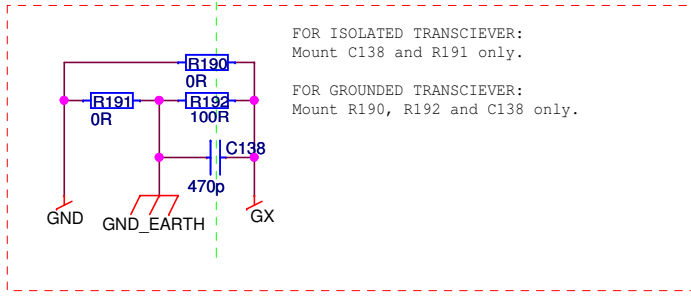 FOR ISOLATED TRANSCIEVER:
Mount C138 and R191 only.
FOR GROUNDED TRANSCIEVER:
Mount R190, R192 and C138 only.
R190
0R
R191
0R
R192
100R
C138
470p
GND
GND_EARTH
GX